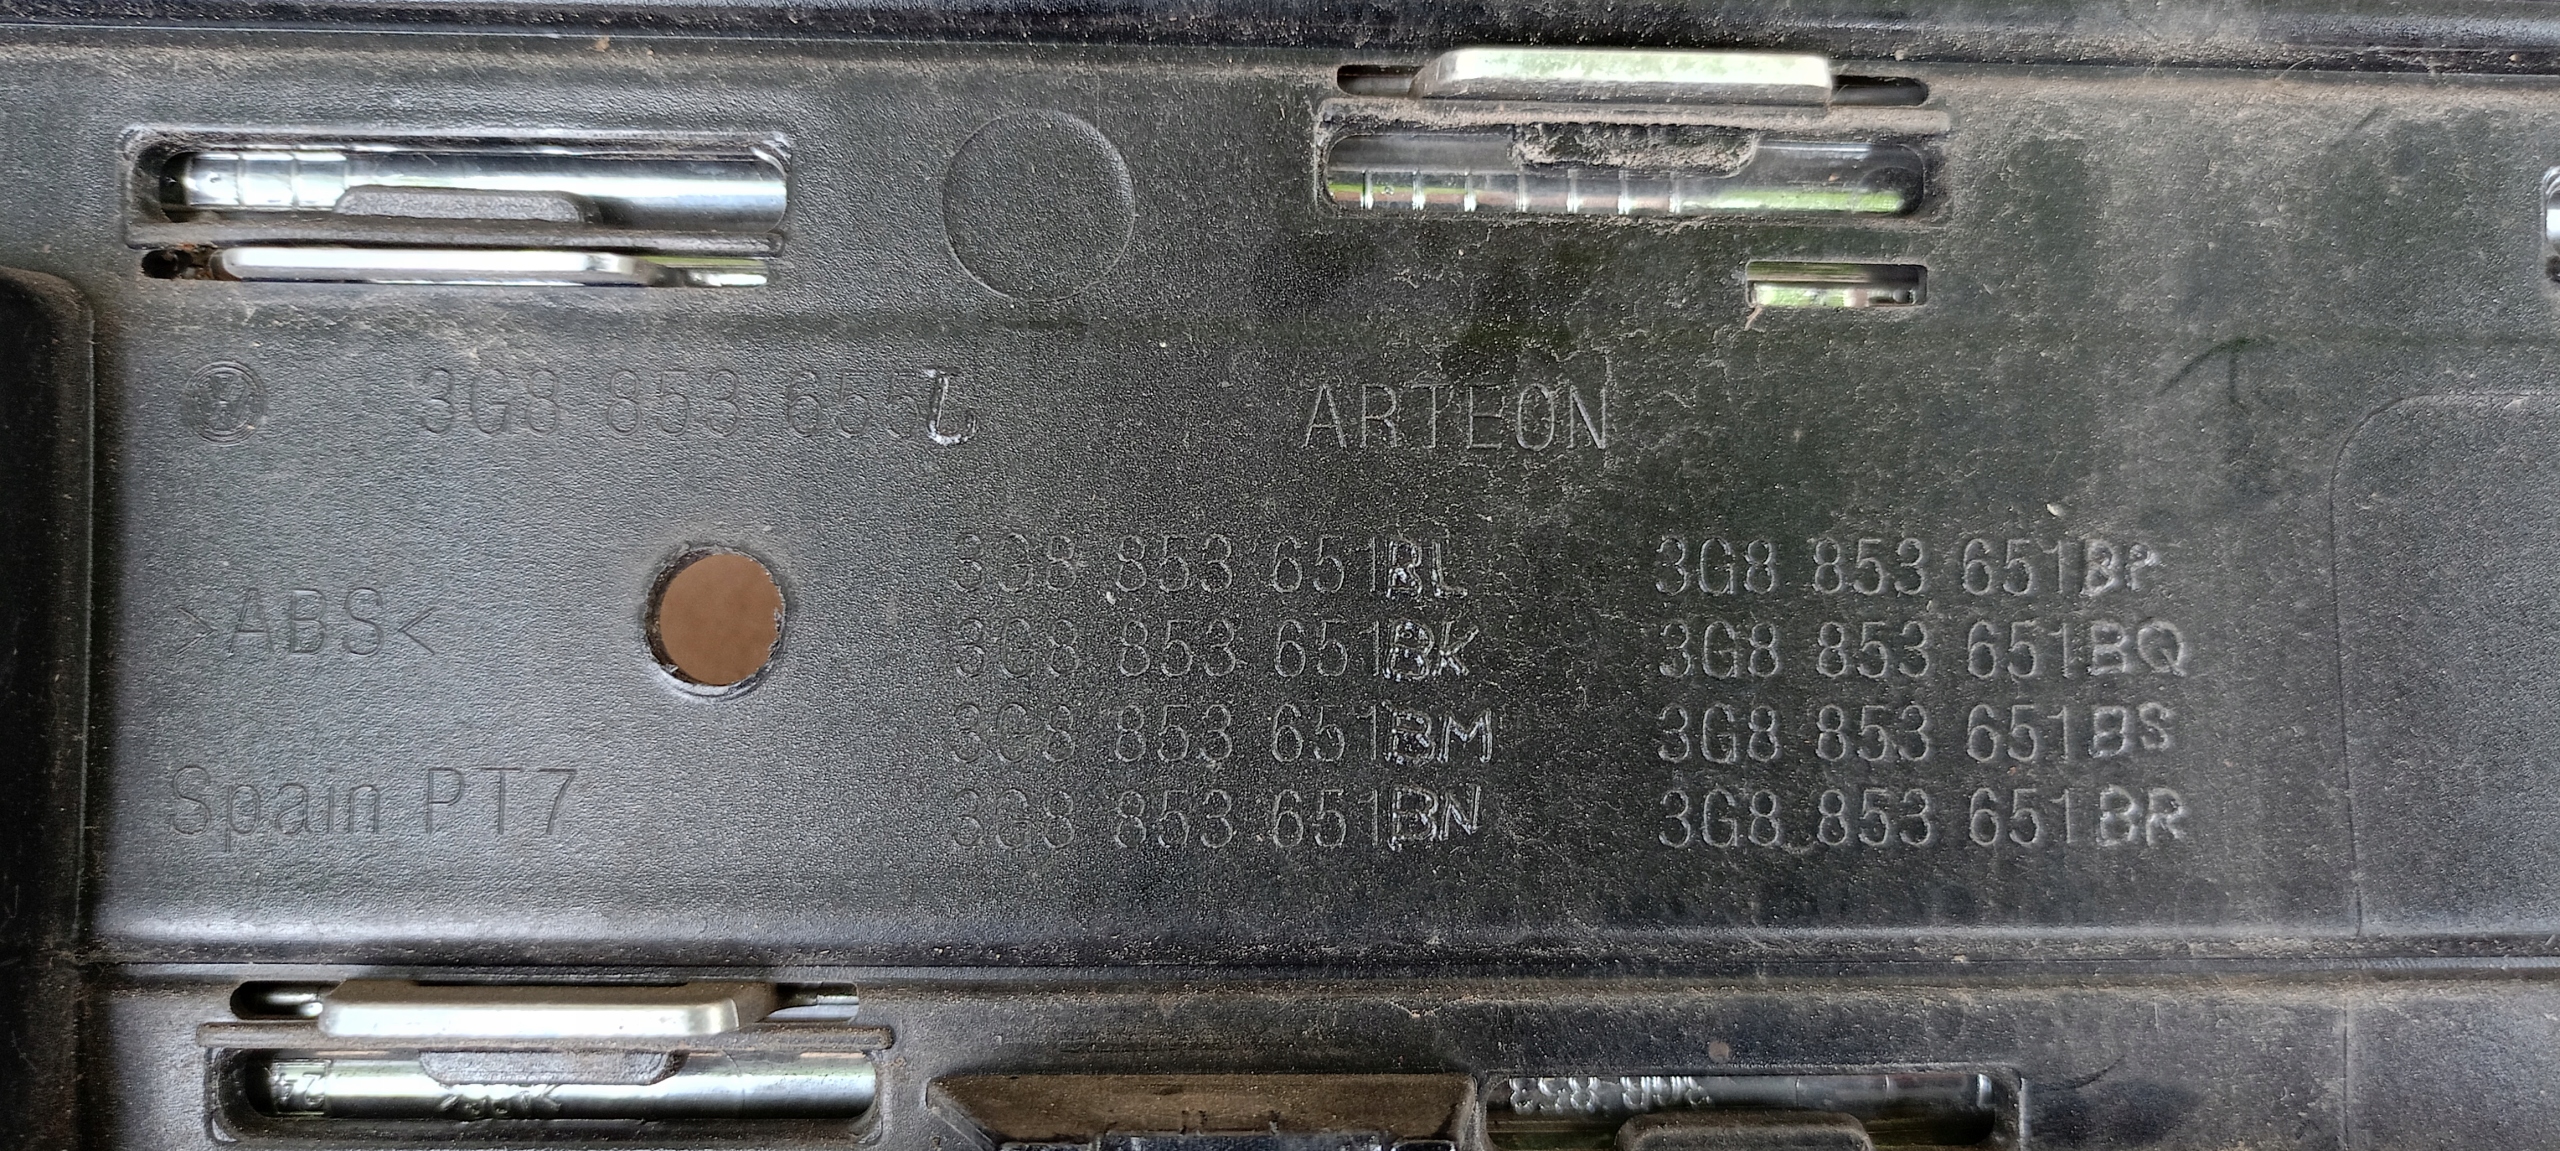 3G8 853 655L
ARTEON
>ABS<
Spain PT7
3G8 853 651BL
3G8 853 651BK
3G8 853 651BM
3G8 853 651BN
3G8 853 651BP
3G8 853 651BQ
3G8 853 651BS
3G8 853 651BR